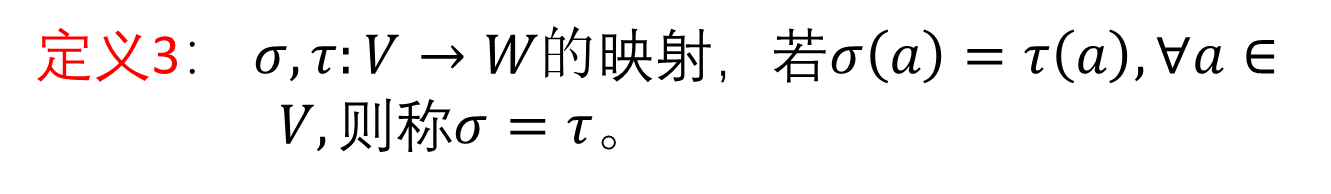 定义3： σ,τ:V → W的映射，若σ(a) = τ(a),∀a ∈
V,则称σ = τ。